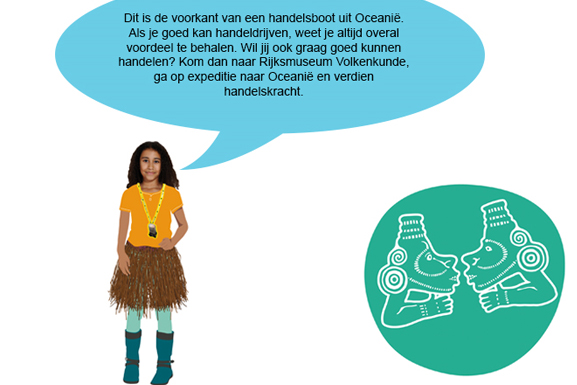 Dit is de voorkant van een handelsboot uit Oceanië.
Als je goed kan handeldrijven, weet je altijd overal
voordeel te behalen. Wil jij ook graag goed kunnen
handelen? Kom dan naar Rijksmuseum Volkenkunde,
ga op expeditie naar Oceanië en verdien
handelskracht.